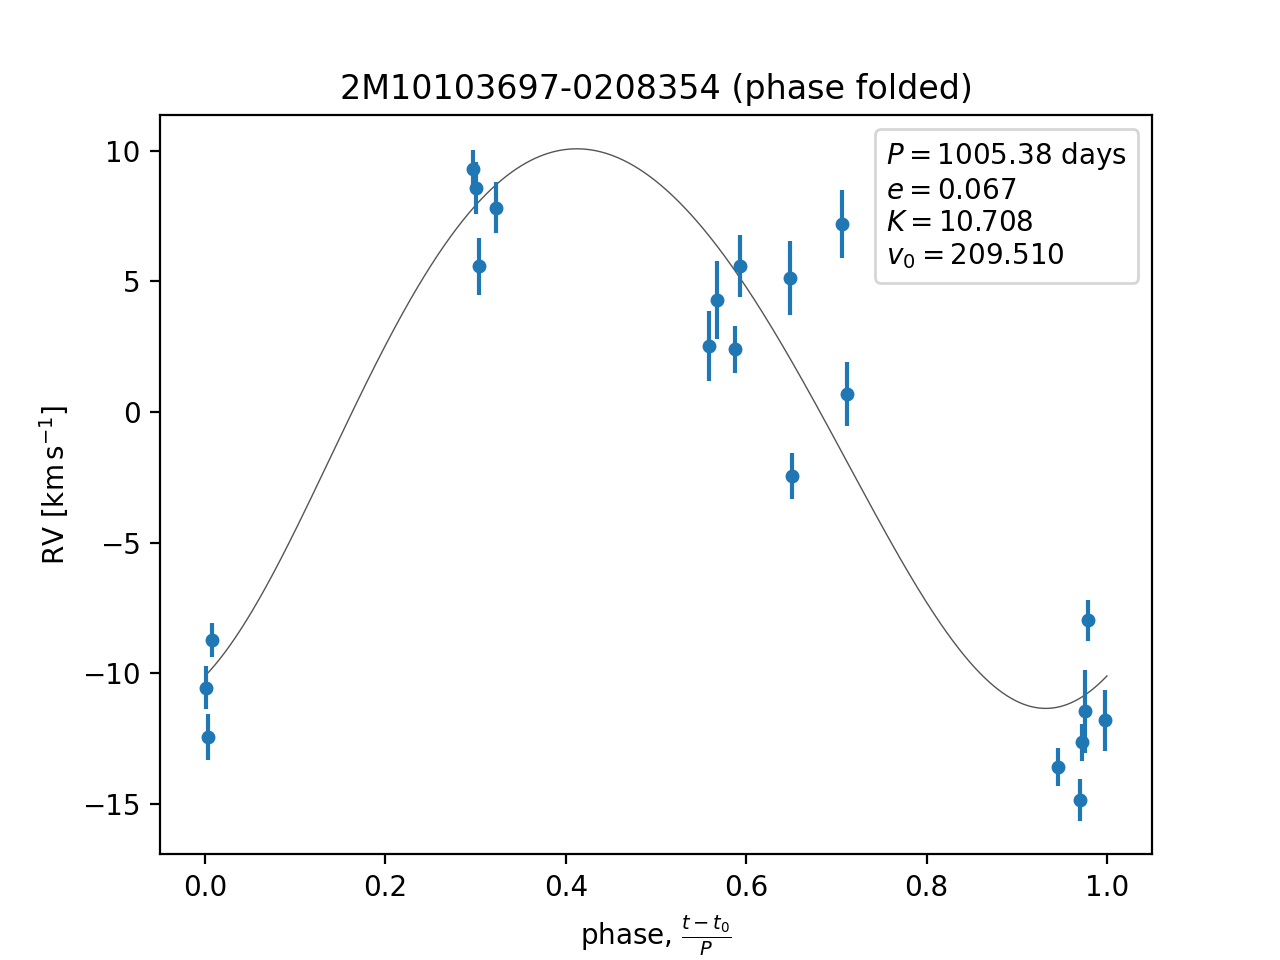 2M10103697-0208354 (phase folded)
P = 1005.38 days
e = 0.067
K = 10.708
v₀ = 209.510
RV [km s⁻¹]
10
5
0
−5
−10
−15
0.0 0.2 0.4 0.6 0.8 1.0
phase, (t − t₀)/P